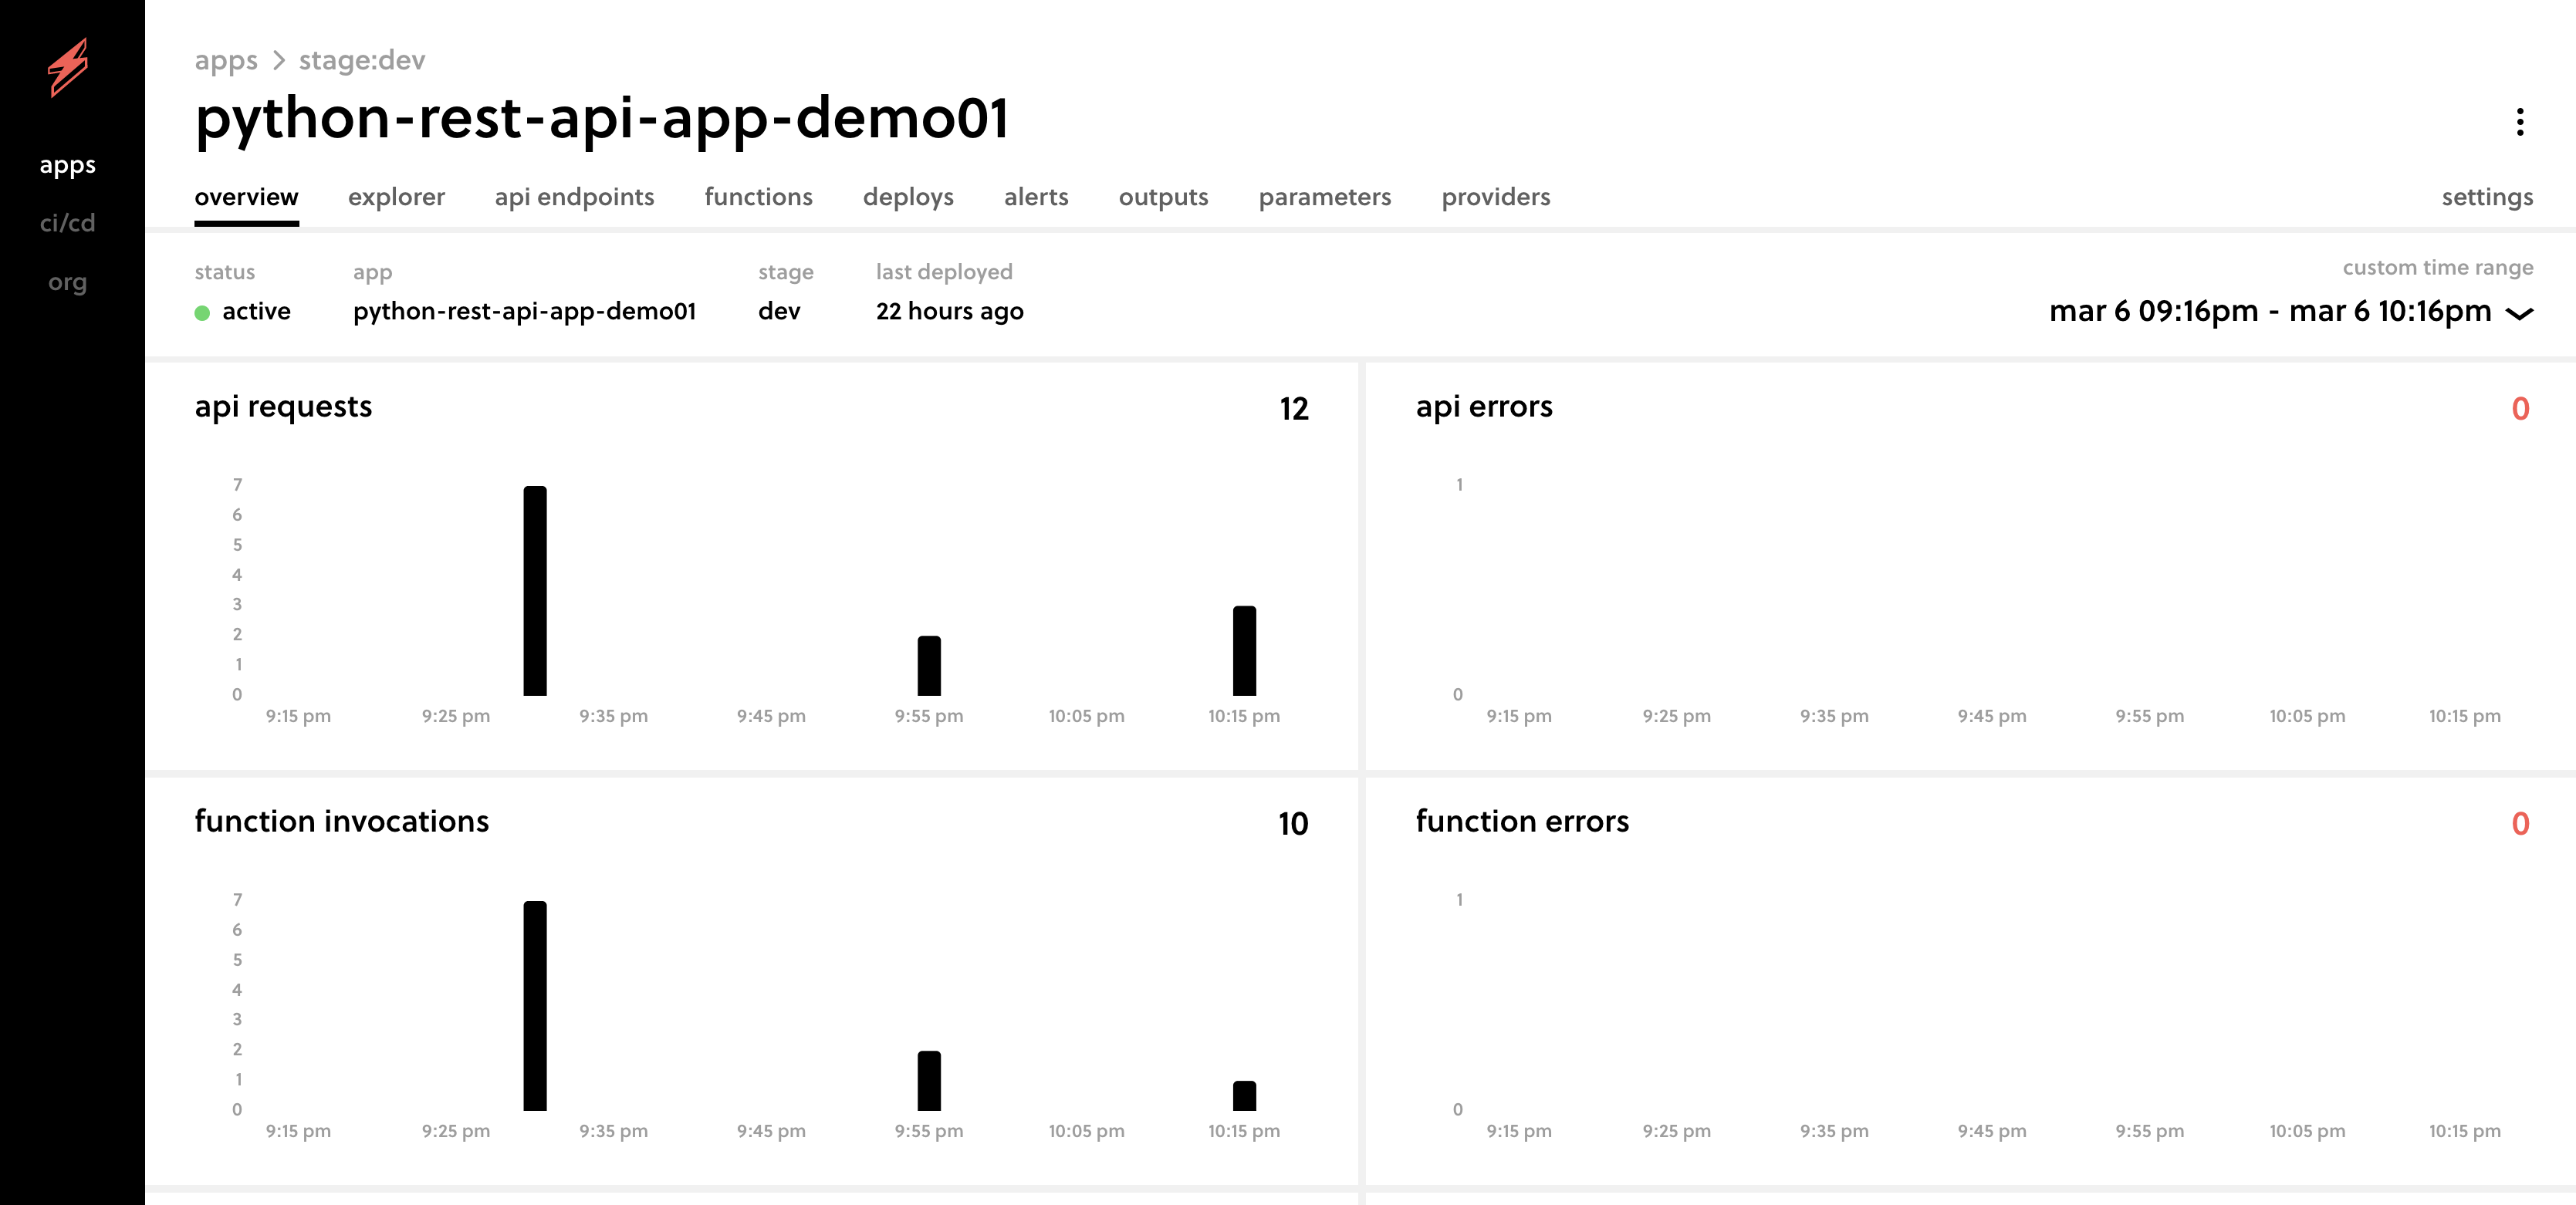 apps
ci/cd
org
apps > stage:dev
python-rest-api-app-demo01
overview explorer api endpoints functions deploys alerts outputs parameters providers settings
status app stage last deployed custom time range
active python-rest-api-app-demo01 dev 22 hours ago mar 6 09:16pm - mar 6 10:16pm
api requests 12
7
6
5
4
3
2
1
0
9:15 pm 9:25 pm 9:35 pm 9:45 pm 9:55 pm 10:05 pm 10:15 pm
api errors 0
1
0
9:15 pm 9:25 pm 9:35 pm 9:45 pm 9:55 pm 10:05 pm 10:15 pm
function invocations 10
7
6
5
4
3
2
1
0
9:15 pm 9:25 pm 9:35 pm 9:45 pm 9:55 pm 10:05 pm 10:15 pm
function errors 0
1
0
9:15 pm 9:25 pm 9:35 pm 9:45 pm 9:55 pm 10:05 pm 10:15 pm